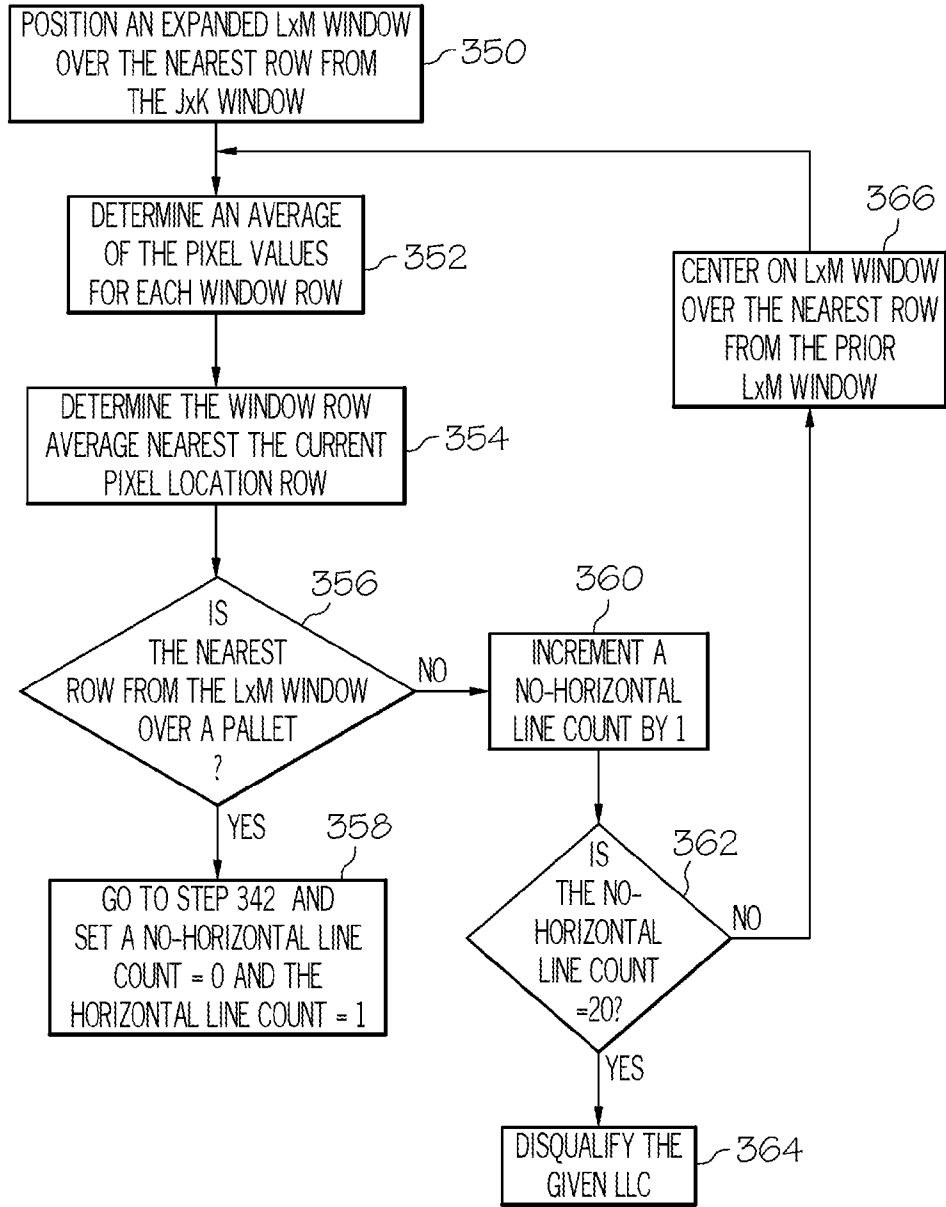 POSITION AN EXPANDED LxM WINDOW
OVER THE NEAREST ROW FROM
THE JxK WINDOW
350
DETERMINE AN AVERAGE
OF THE PIXEL VALUES
FOR EACH WINDOW ROW
352
366
CENTER ON LxM WINDOW
OVER THE NEAREST ROW
FROM THE PRIOR
LxM WINDOW
DETERMINE THE WINDOW ROW
AVERAGE NEAREST THE CURRENT
PIXEL LOCATION ROW
354
356
IS
THE NEAREST
ROW FROM THE LxM WINDOW
OVER A PALLET
?
NO
YES
360
INCREMENT A
NO-HORIZONTAL
LINE COUNT BY 1
358
GO TO STEP 342 AND
SET A NO-HORIZONTAL LINE
COUNT = 0 AND THE
HORIZONTAL LINE COUNT = 1
362
IS
THE NO-
HORIZONTAL
LINE COUNT
=20?
NO
YES
DISQUALIFY THE
GIVEN LLC
364